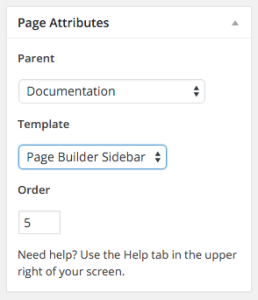 Page Attributes
Parent
Documentation
Template
Page Builder Sidebar
Order
5
Need help? Use the Help tab in the upper
right of your screen.